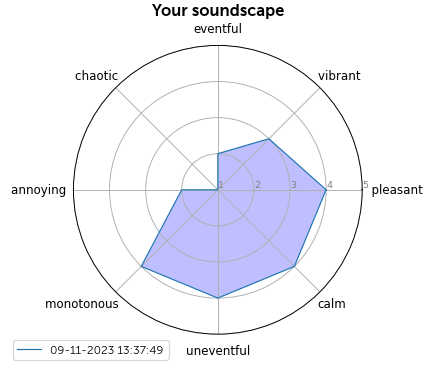 Your soundscape
eventful
chaotic
vibrant
annoying
1 2 3 4 5
pleasant
monotonous
calm
uneventful
09-11-2023 13:37:49